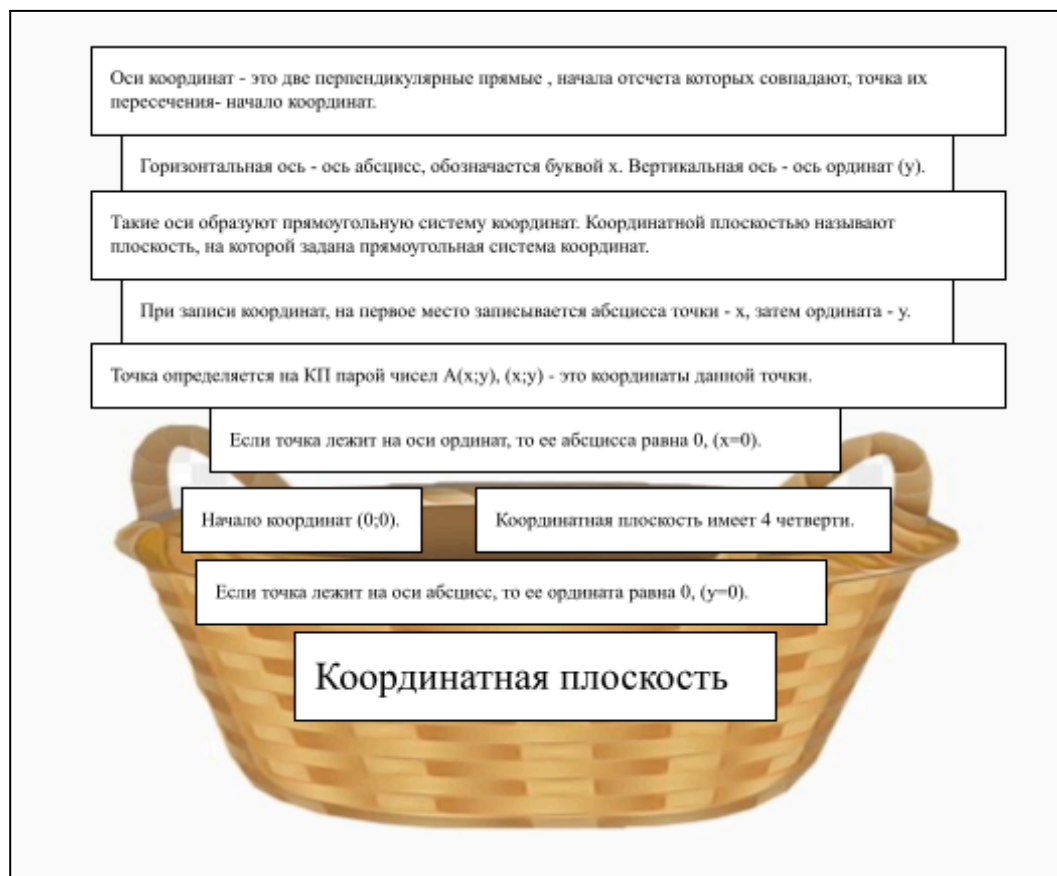 Оси координат - это две перпендикулярные прямые , начала отсчета которых совпадают, точка их
пересечения- начало координат.
Горизонтальная ось - ось абсцисс, обозначается буквой x. Вертикальная ось - ось ординат (y).
Такие оси образуют прямоугольную систему координат. Координатной плоскостью называют
плоскость, на которой задана прямоугольная система координат.
При записи координат, на первое место записывается абсцисса точки - x, затем ордината - y.
Точка определяется на КП парой чисел A(x;y), (x;y) - это координаты данной точки.
Если точка лежит на оси ординат, то ее абсцисса равна 0, (x=0).
Начало координат (0;0).
Координатная плоскость имеет 4 четверти.
Если точка лежит на оси абсцисс, то ее ордината равна 0, (y=0).
Координатная плоскость